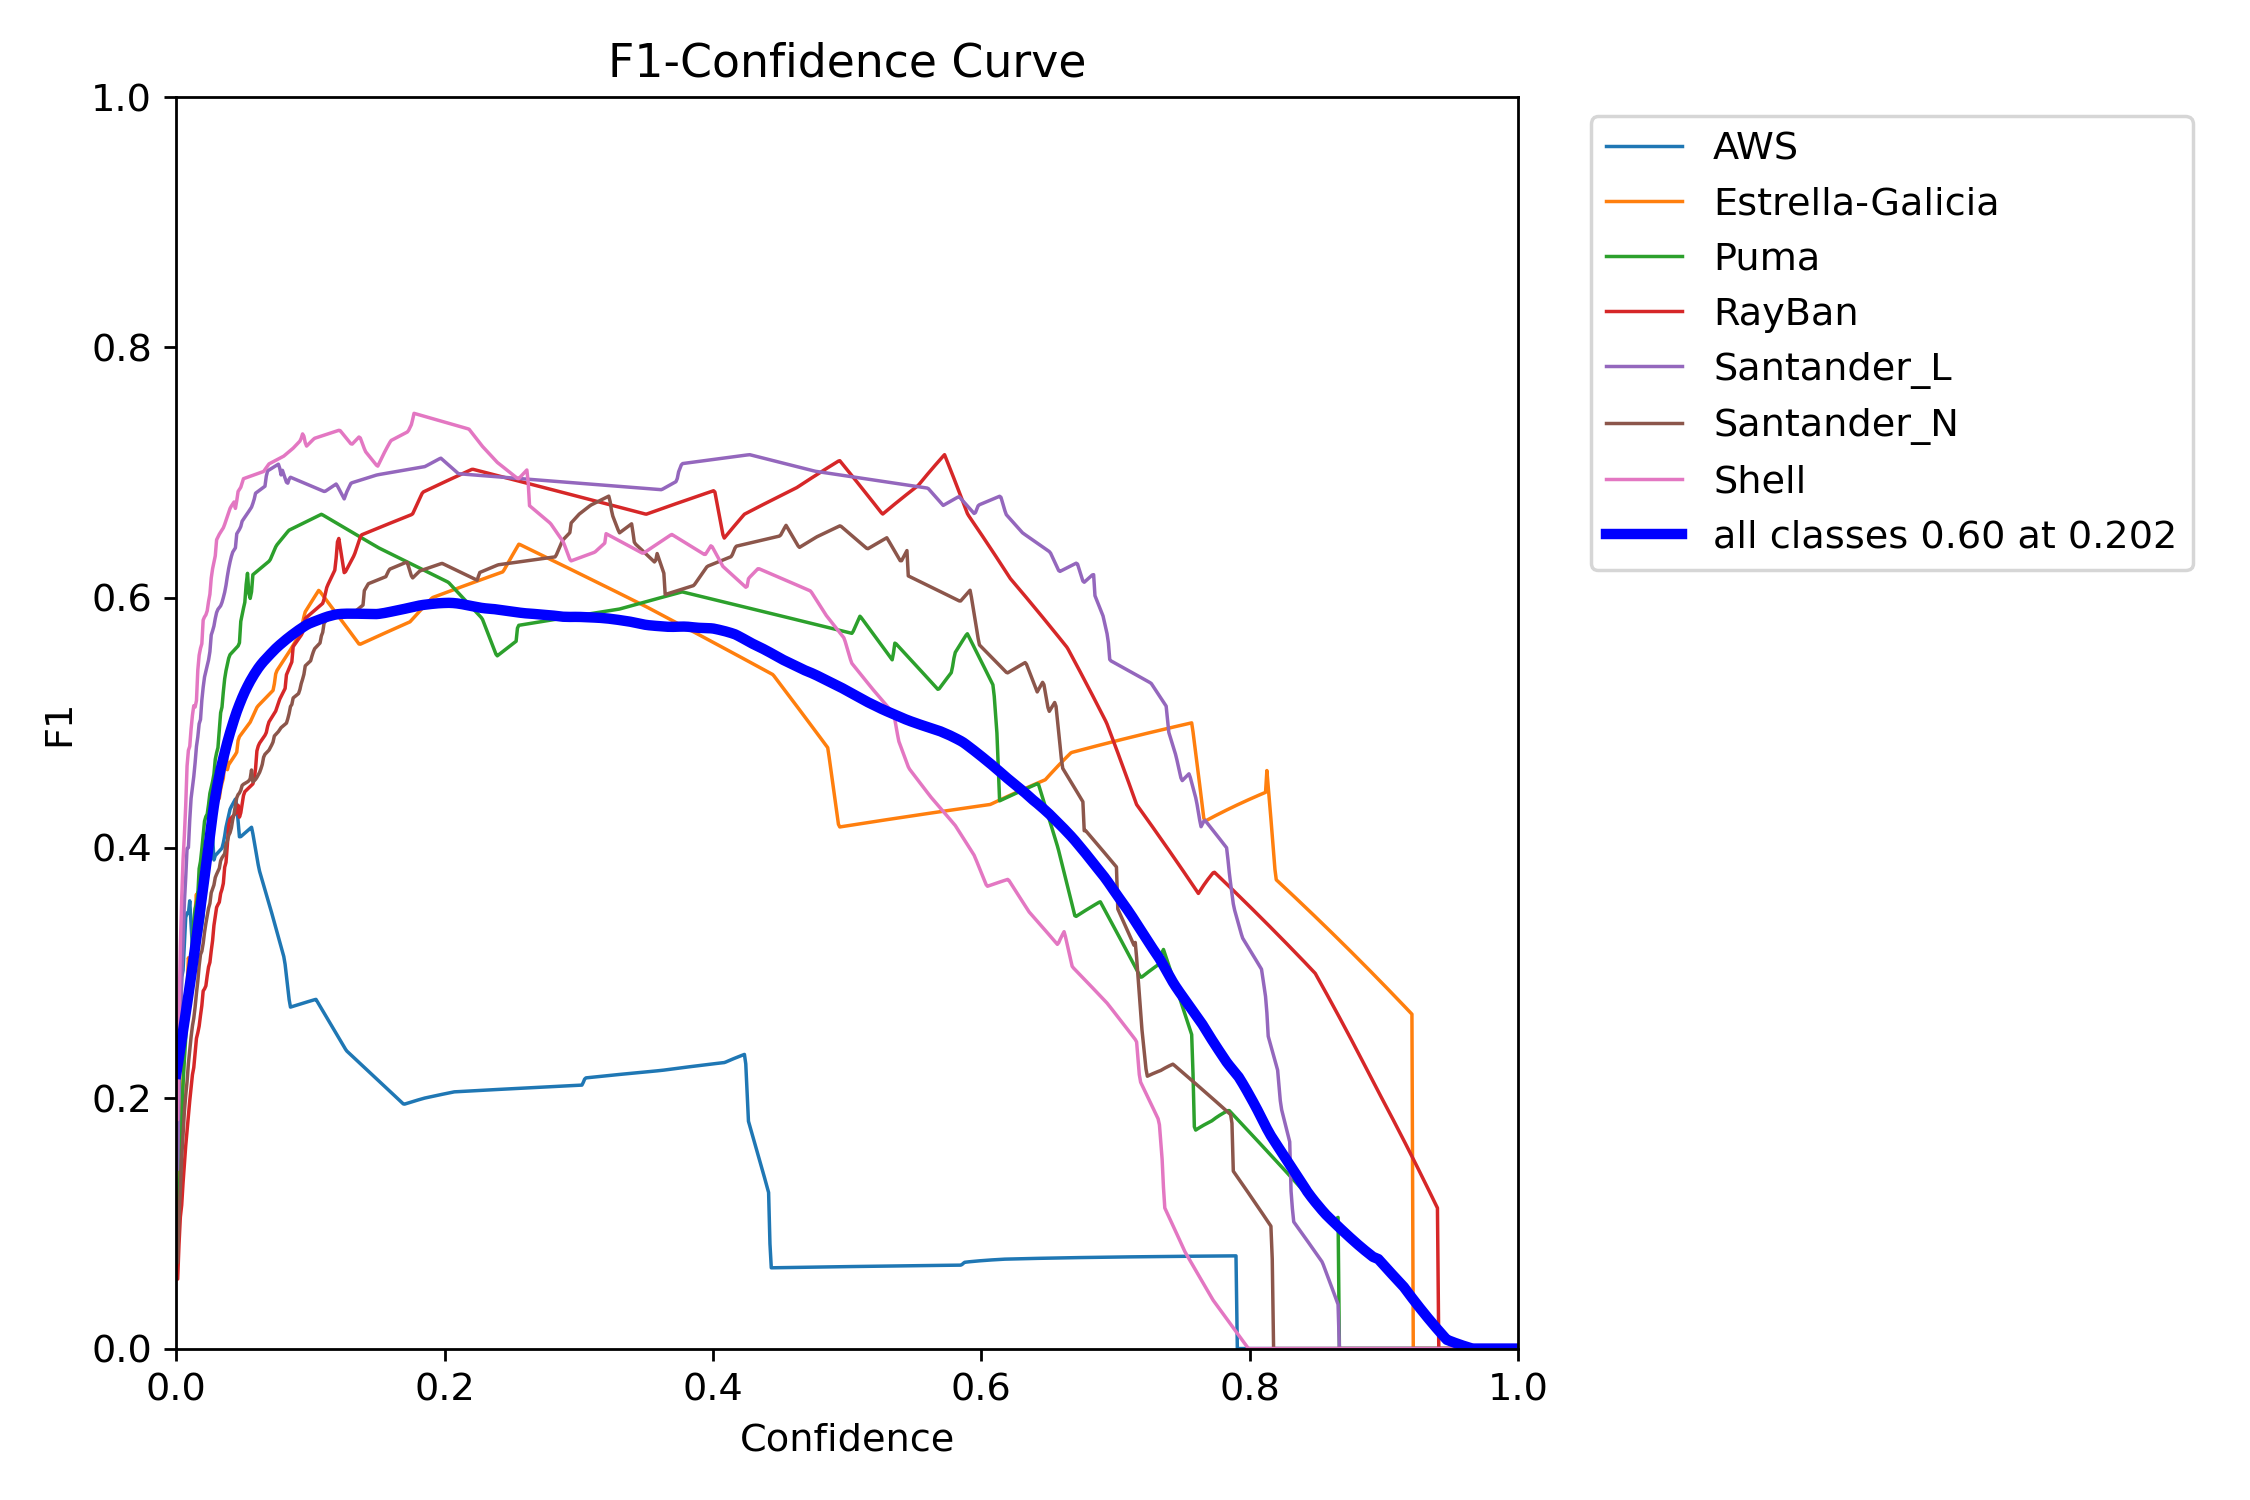 F1-Confidence Curve
1.0
0.8
0.6
0.4
0.2
0.0
F1
0.0 0.2 0.4 0.6 0.8 1.0
Confidence
AWS
Estrella-Galicia
Puma
RayBan
Santander_L
Santander_N
Shell
all classes 0.60 at 0.202